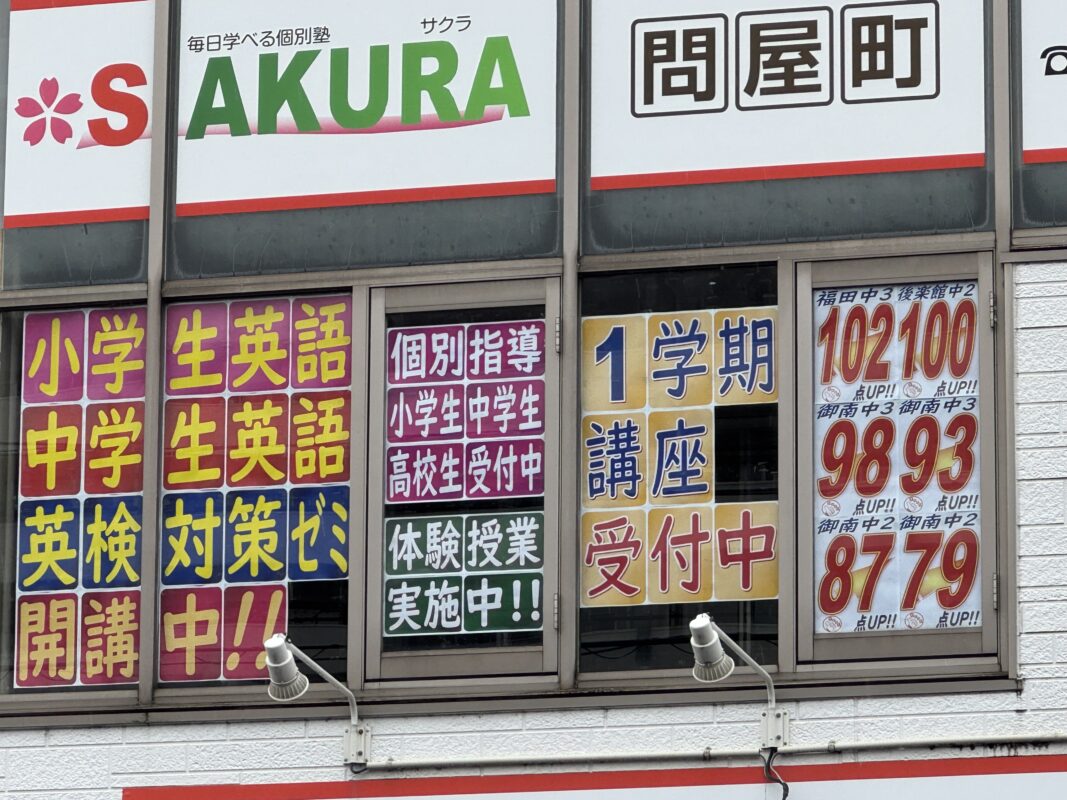 毎日学べる個別塾 サクラ
SAKURA
問屋町
小学生英語
中学生英語
英検対策ゼミ
開講中!!
個別指導
小学生中学生
高校生受付中
体験授業
実施中!!
1学期
講座
受付中
福田中3 後楽館中2
102 100
点UP!! 点UP!!
御南中3 御南中3
98 93
点UP!! 点UP!!
御南中2 御南中2
87 79
点UP!! 点UP!!